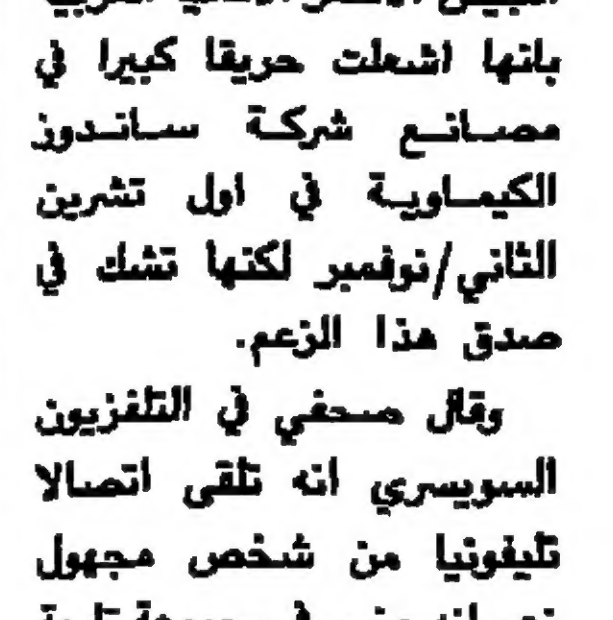 بانها اشعلت حريقا كبيرا في
مصانع شركة ساندوز
الكيماوية في اول تشرين
الثاني/نوفمبر لكنها تشك في
صدق هذا الزعم.
وقال صحفي في التلفزيون
السويسري انه تلقى اتصالا
تليفونيا من شخص مجهول